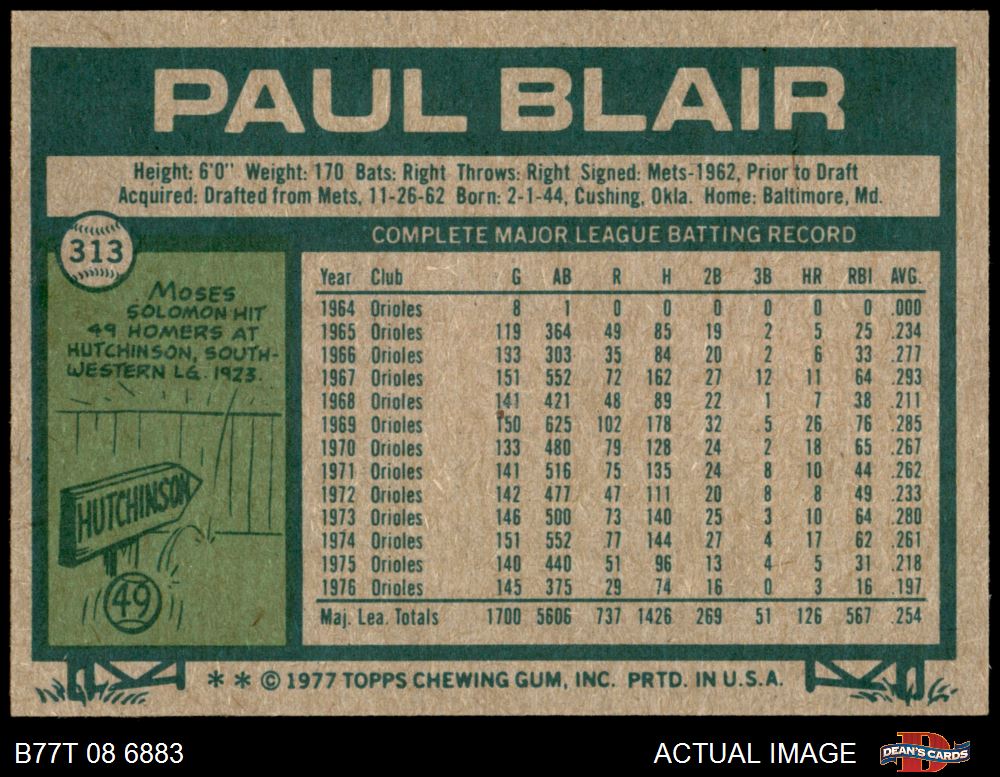 PAUL BLAIR
Height: 6'0" Weight: 170 Bats: Right Throws: Right Signed: Mets-1962, Prior to Draft
Acquired: Drafted from Mets, 11-26-62 Born: 2-1-44, Cushing, Okla. Home: Baltimore, Md.
313
MOSES
SOLOMON HIT
49 HOMERS AT
HUTCHINSON, SOUTH-
WESTERN LG. 1923.
HUTCHINSON
49
COMPLETE MAJOR LEAGUE BATTING RECORD
Year Club G AB R H 2B 3B HR RBI AVG.
1964 Orioles 8 1 0 0 0 0 0 0 .000
1965 Orioles 119 364 49 85 19 2 5 25 .234
1966 Orioles 133 303 35 84 20 2 6 33 .277
1967 Orioles 151 552 72 162 27 12 11 64 .293
1968 Orioles 141 421 48 89 22 1 7 38 .211
1969 Orioles 150 625 102 178 32 5 26 76 .285
1970 Orioles 133 480 79 128 24 2 18 65 .267
1971 Orioles 141 516 75 135 24 8 10 44 .262
1972 Orioles 142 477 47 111 20 8 8 49 .233
1973 Orioles 146 500 73 140 25 3 10 64 .280
1974 Orioles 151 552 77 144 27 4 17 62 .261
1975 Orioles 140 440 51 96 13 4 5 31 .218
1976 Orioles 145 375 29 74 16 0 3 16 .197
Maj. Lea. Totals 1700 5606 737 1426 269 51 126 567 .254
* * © 1977 TOPPS CHEWING GUM, INC. PRTD. IN U.S.A.
B77T 08 6883
ACTUAL IMAGE
DEAN'S CARDS